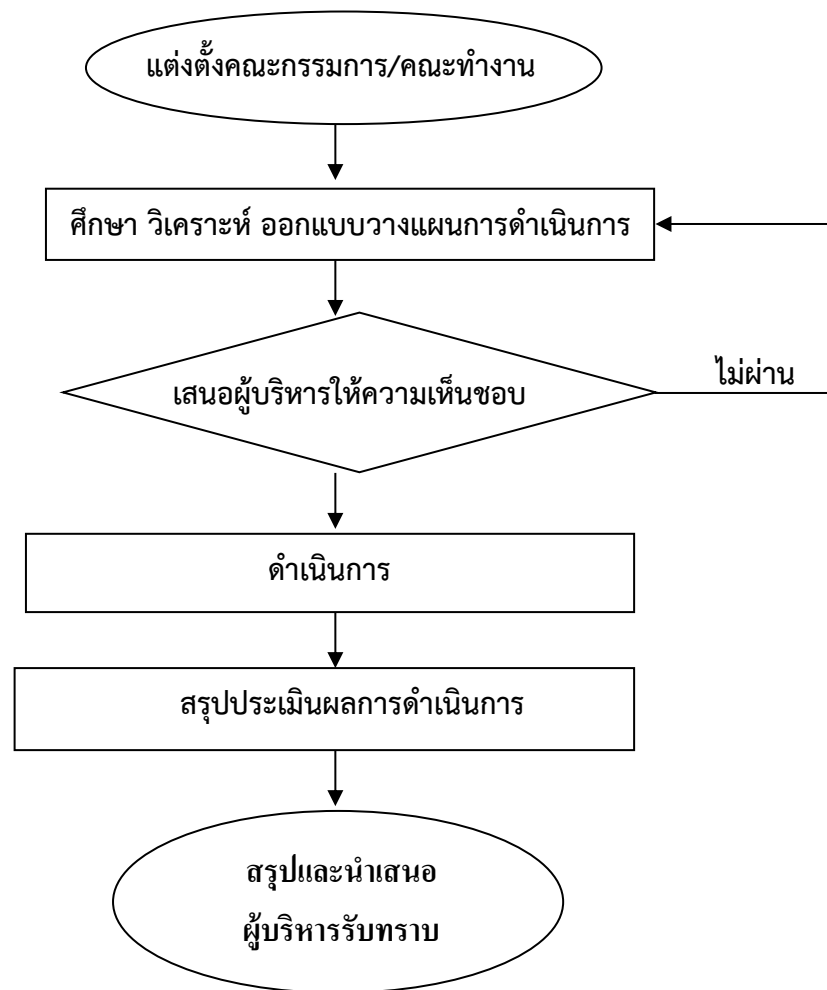 แต่งตั้งคณะกรรมการ/คณะทำงาน
ศึกษา วิเคราะห์ ออกแบบวางแผนการดำเนินการ
เสนอผู้บริหารให้ความเห็นชอบ
ไม่ผ่าน
ดำเนินการ
สรุปประเมินผลการดำเนินการ
สรุปและนำเสนอ
ผู้บริหารรับทราบ